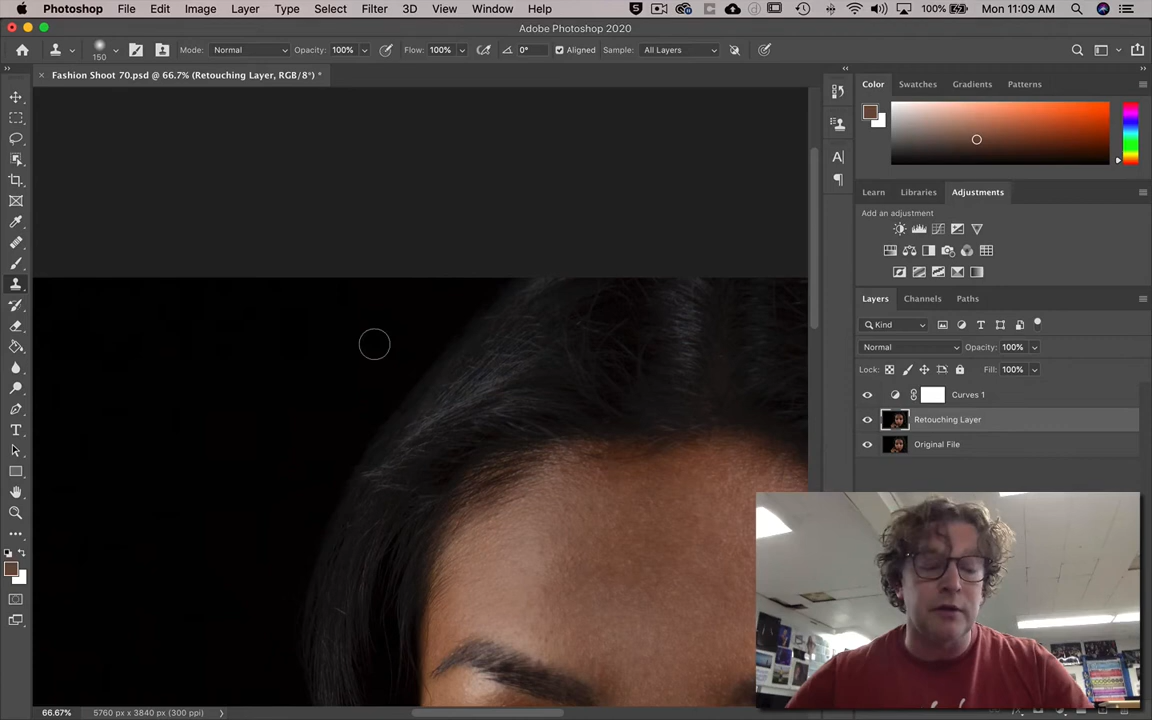 Photoshop File Edit Image Layer Type Select Filter 3D View Window Help 100% Mon 11:09 AM
Adobe Photoshop 2020
150 Mode: Normal Opacity: 100% Flow: 100% 0° Aligned Sample: All Layers
× Fashion Shoot 70.psd @ 66.7% (Retouching Layer, RGB/8*) *
Color Swatches Gradients Patterns
Learn Libraries Adjustments
Add an adjustment
Layers Channels Paths
Kind
Normal Opacity: 100%
Lock: Fill: 100%
Curves 1
Retouching Layer
Original File
66.67% 5760 px x 3840 px (300 ppi)